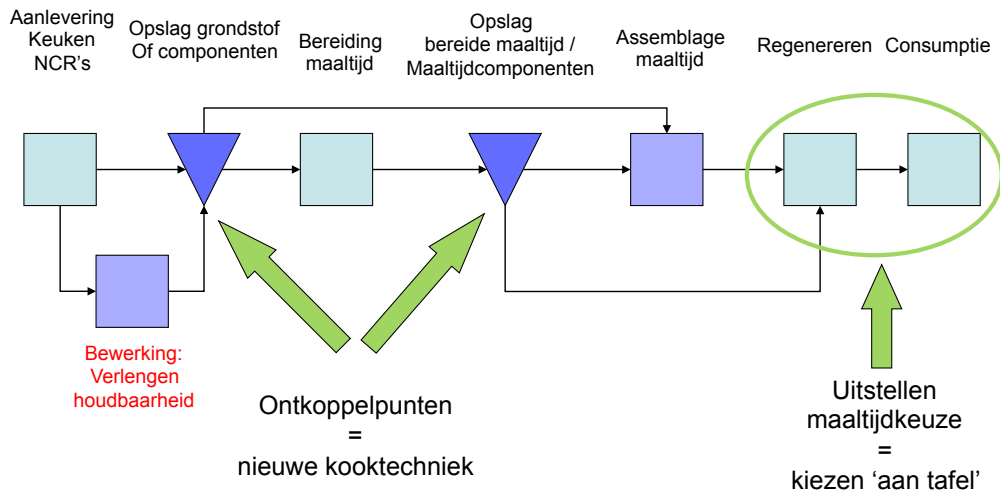 Aanlevering
Keuken
NCR's
Opslag grondstof
Of componenten
Bereiding
maaltijd
Opslag
bereide maaltijd /
Maaltijdcomponenten
Assemblage
maaltijd
Regenereren
Consumptie
Bewerking:
Verlengen
houdbaarheid
Ontkoppelpunten
=
nieuwe kooktechniek
Uitstellen
maaltijdkeuze
=
kiezen ‘aan tafel’